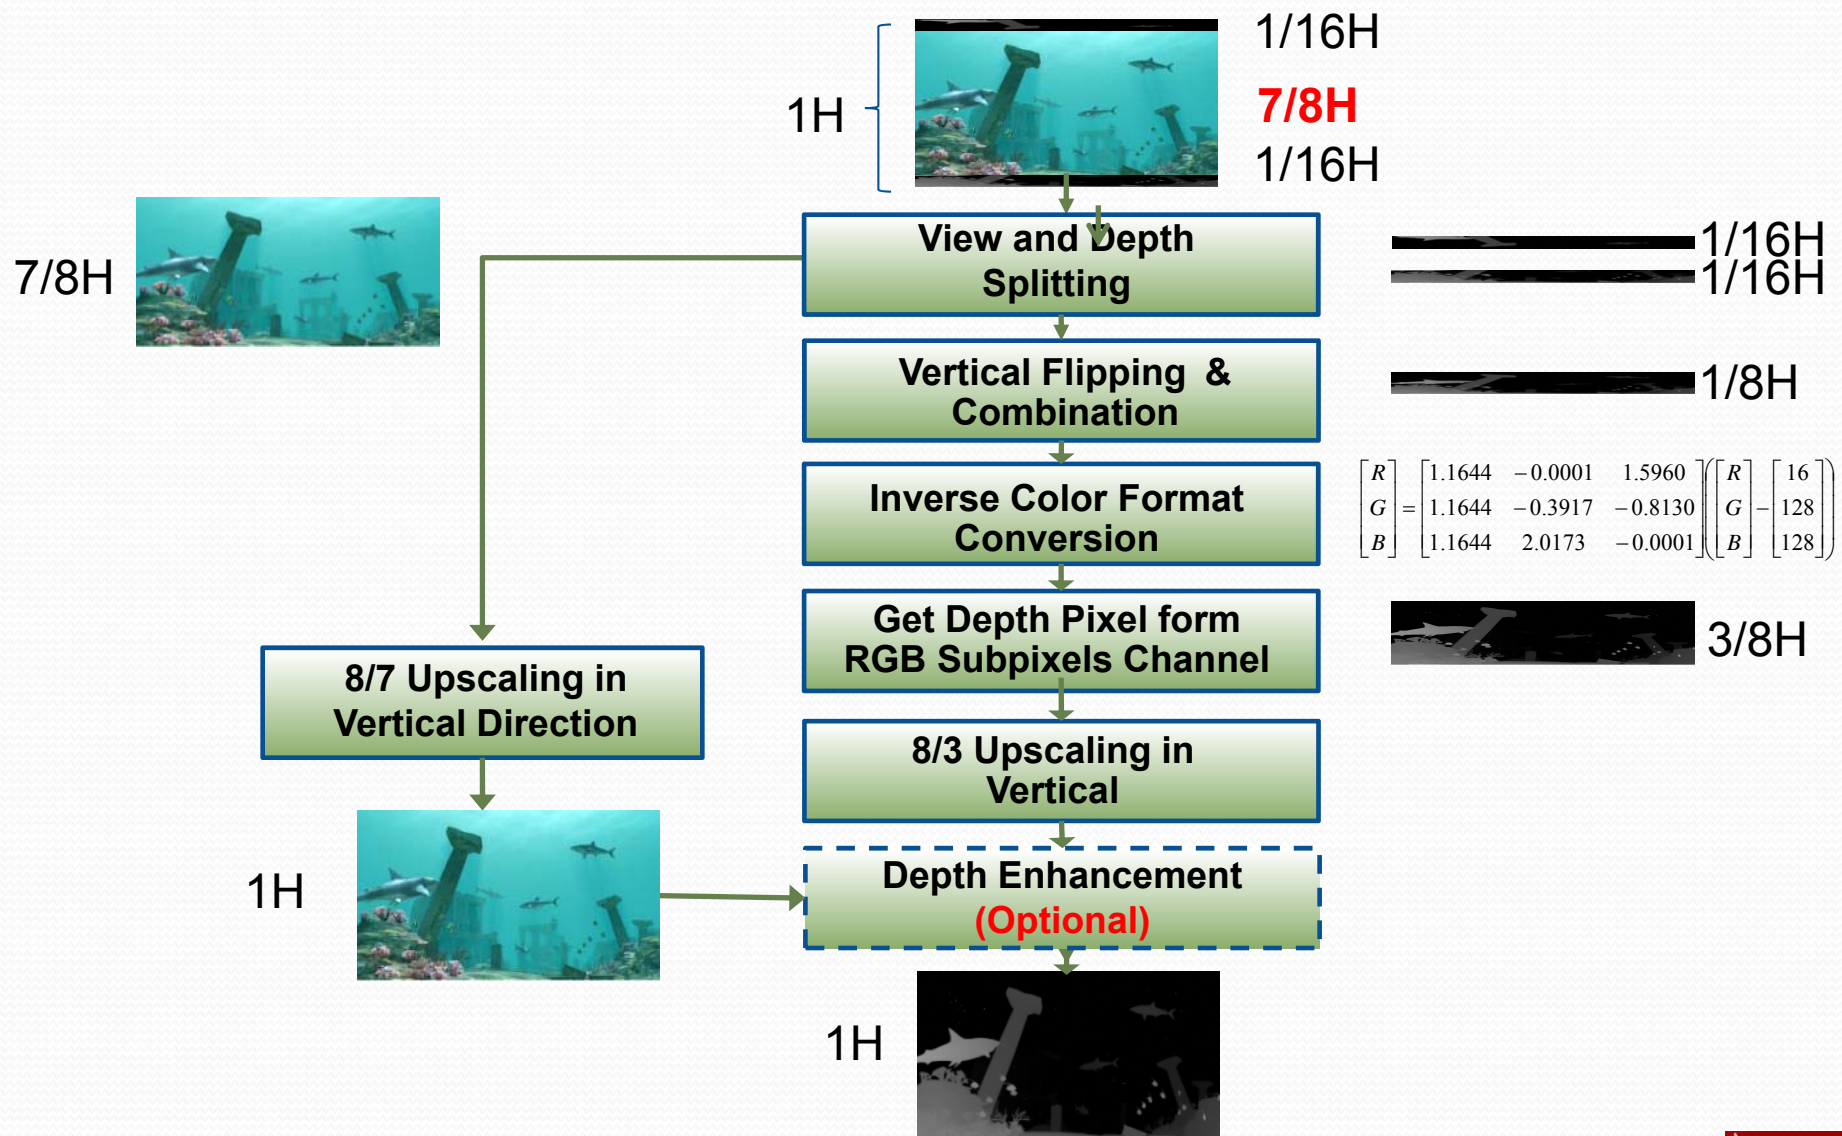 1/16H
1H
7/8H
1/16H
7/8H
View and Depth
Splitting
1/16H
1/16H
Vertical Flipping &
Combination
1/8H
Inverse Color Format
Conversion
[R] [1.1644 −0.0001 1.5960] ([R] [16])
[G] = [1.1644 −0.3917 −0.8130] ([G] − [128])
[B] [1.1644 2.0173 −0.0001] ([B] [128])
Get Depth Pixel form
RGB Subpixels Channel
3/8H
8/7 Upscaling in
Vertical Direction
8/3 Upscaling in
Vertical
1H
Depth Enhancement
(Optional)
1H